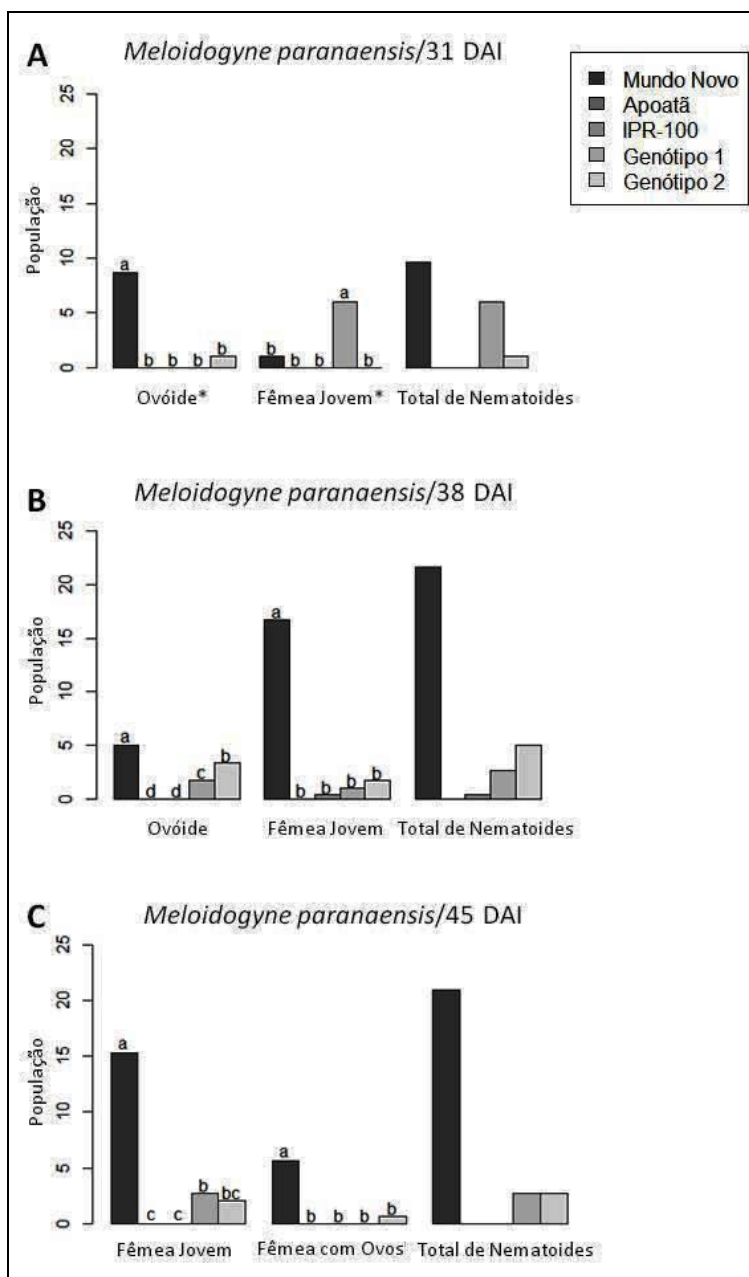 A
Meloidogyne paranaensis/31 DAI
Mundo Novo
Apoatã
IPR-100
Genótipo 1
Genótipo 2
População
25
20
15
10
5
0
a b b b b
b b b a b
Ovóide* Fêmea Jovem* Total de Nematoides
B
Meloidogyne paranaensis/38 DAI
População
25
20
15
10
5
0
a d d c b
a b b b b
Ovóide Fêmea Jovem Total de Nematoides
C
Meloidogyne paranaensis/45 DAI
População
25
20
15
10
5
0
a c c b bc
a b b b b
Fêmea Jovem Fêmea com Ovos Total de Nematoides